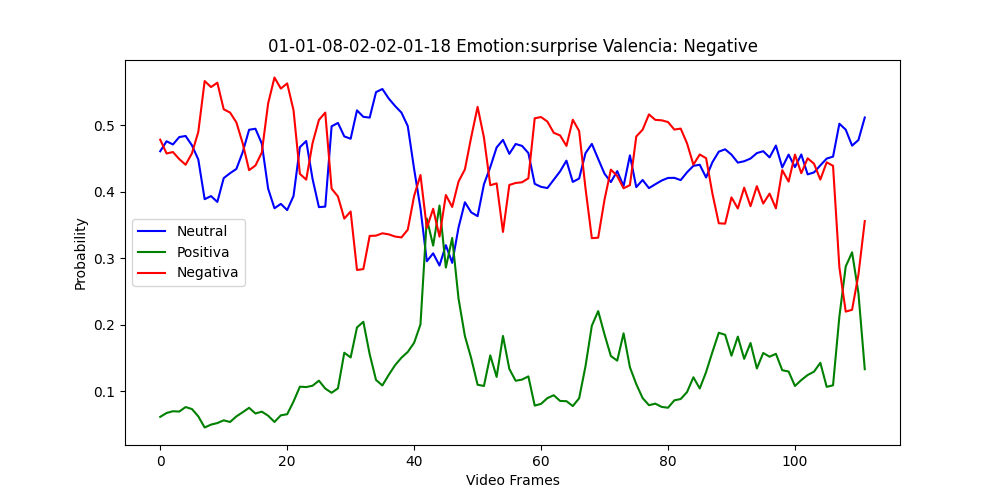 01-01-08-02-02-01-18 Emotion:surprise Valencia: Negative
Probability
0.5
0.4
0.3
0.2
0.1
Neutral
Positiva
Negativa
0 20 40 60 80 100
Video Frames